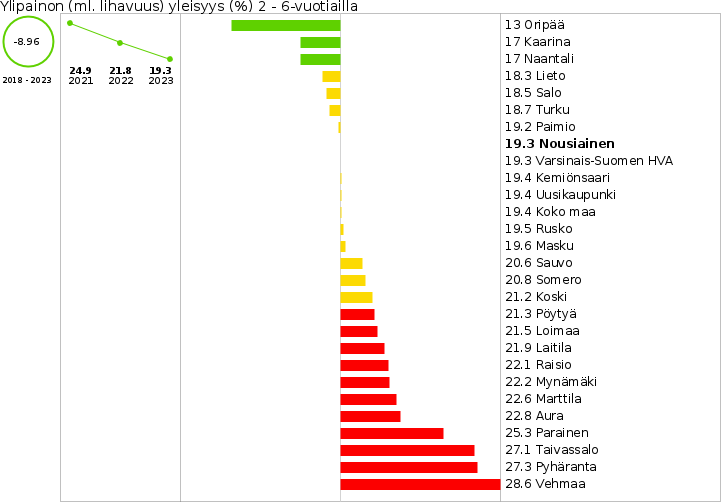 Ylipainon (ml. lihavuus) yleisyys (%) 2 - 6-vuotiailla
-8.96
2018 - 2023
24.9 21.8 19.3
2021 2022 2023
13 Oripää
17 Kaarina
17 Naantali
18.3 Lieto
18.5 Salo
18.7 Turku
19.2 Paimio
19.3 Nousiainen
19.3 Varsinais-Suomen HVA
19.4 Kemiönsaari
19.4 Uusikaupunki
19.4 Koko maa
19.5 Rusko
19.6 Masku
20.6 Sauvo
20.8 Somero
21.2 Koski
21.3 Pöytyä
21.5 Loimaa
21.9 Laitila
22.1 Raisio
22.2 Mynämäki
22.6 Marttila
22.8 Aura
25.3 Parainen
27.1 Taivassalo
27.3 Pyhäranta
28.6 Vehmaa